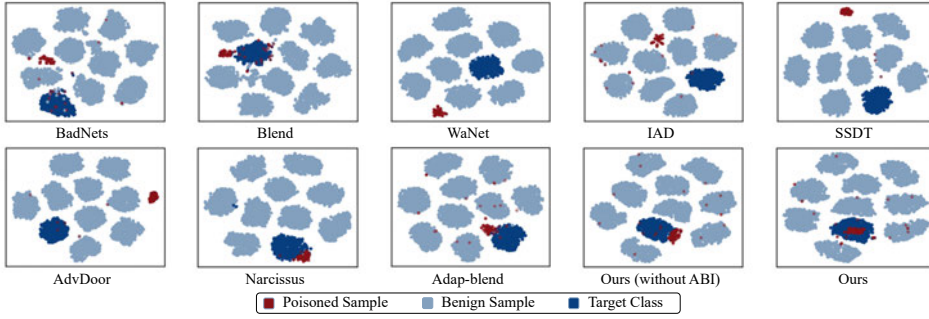 BadNets
Blend
WaNet
IAD
SSDT
AdvDoor
Narcissus
Adap-blend
Ours (without ABI)
Ours
Poisoned Sample
Benign Sample
Target Class